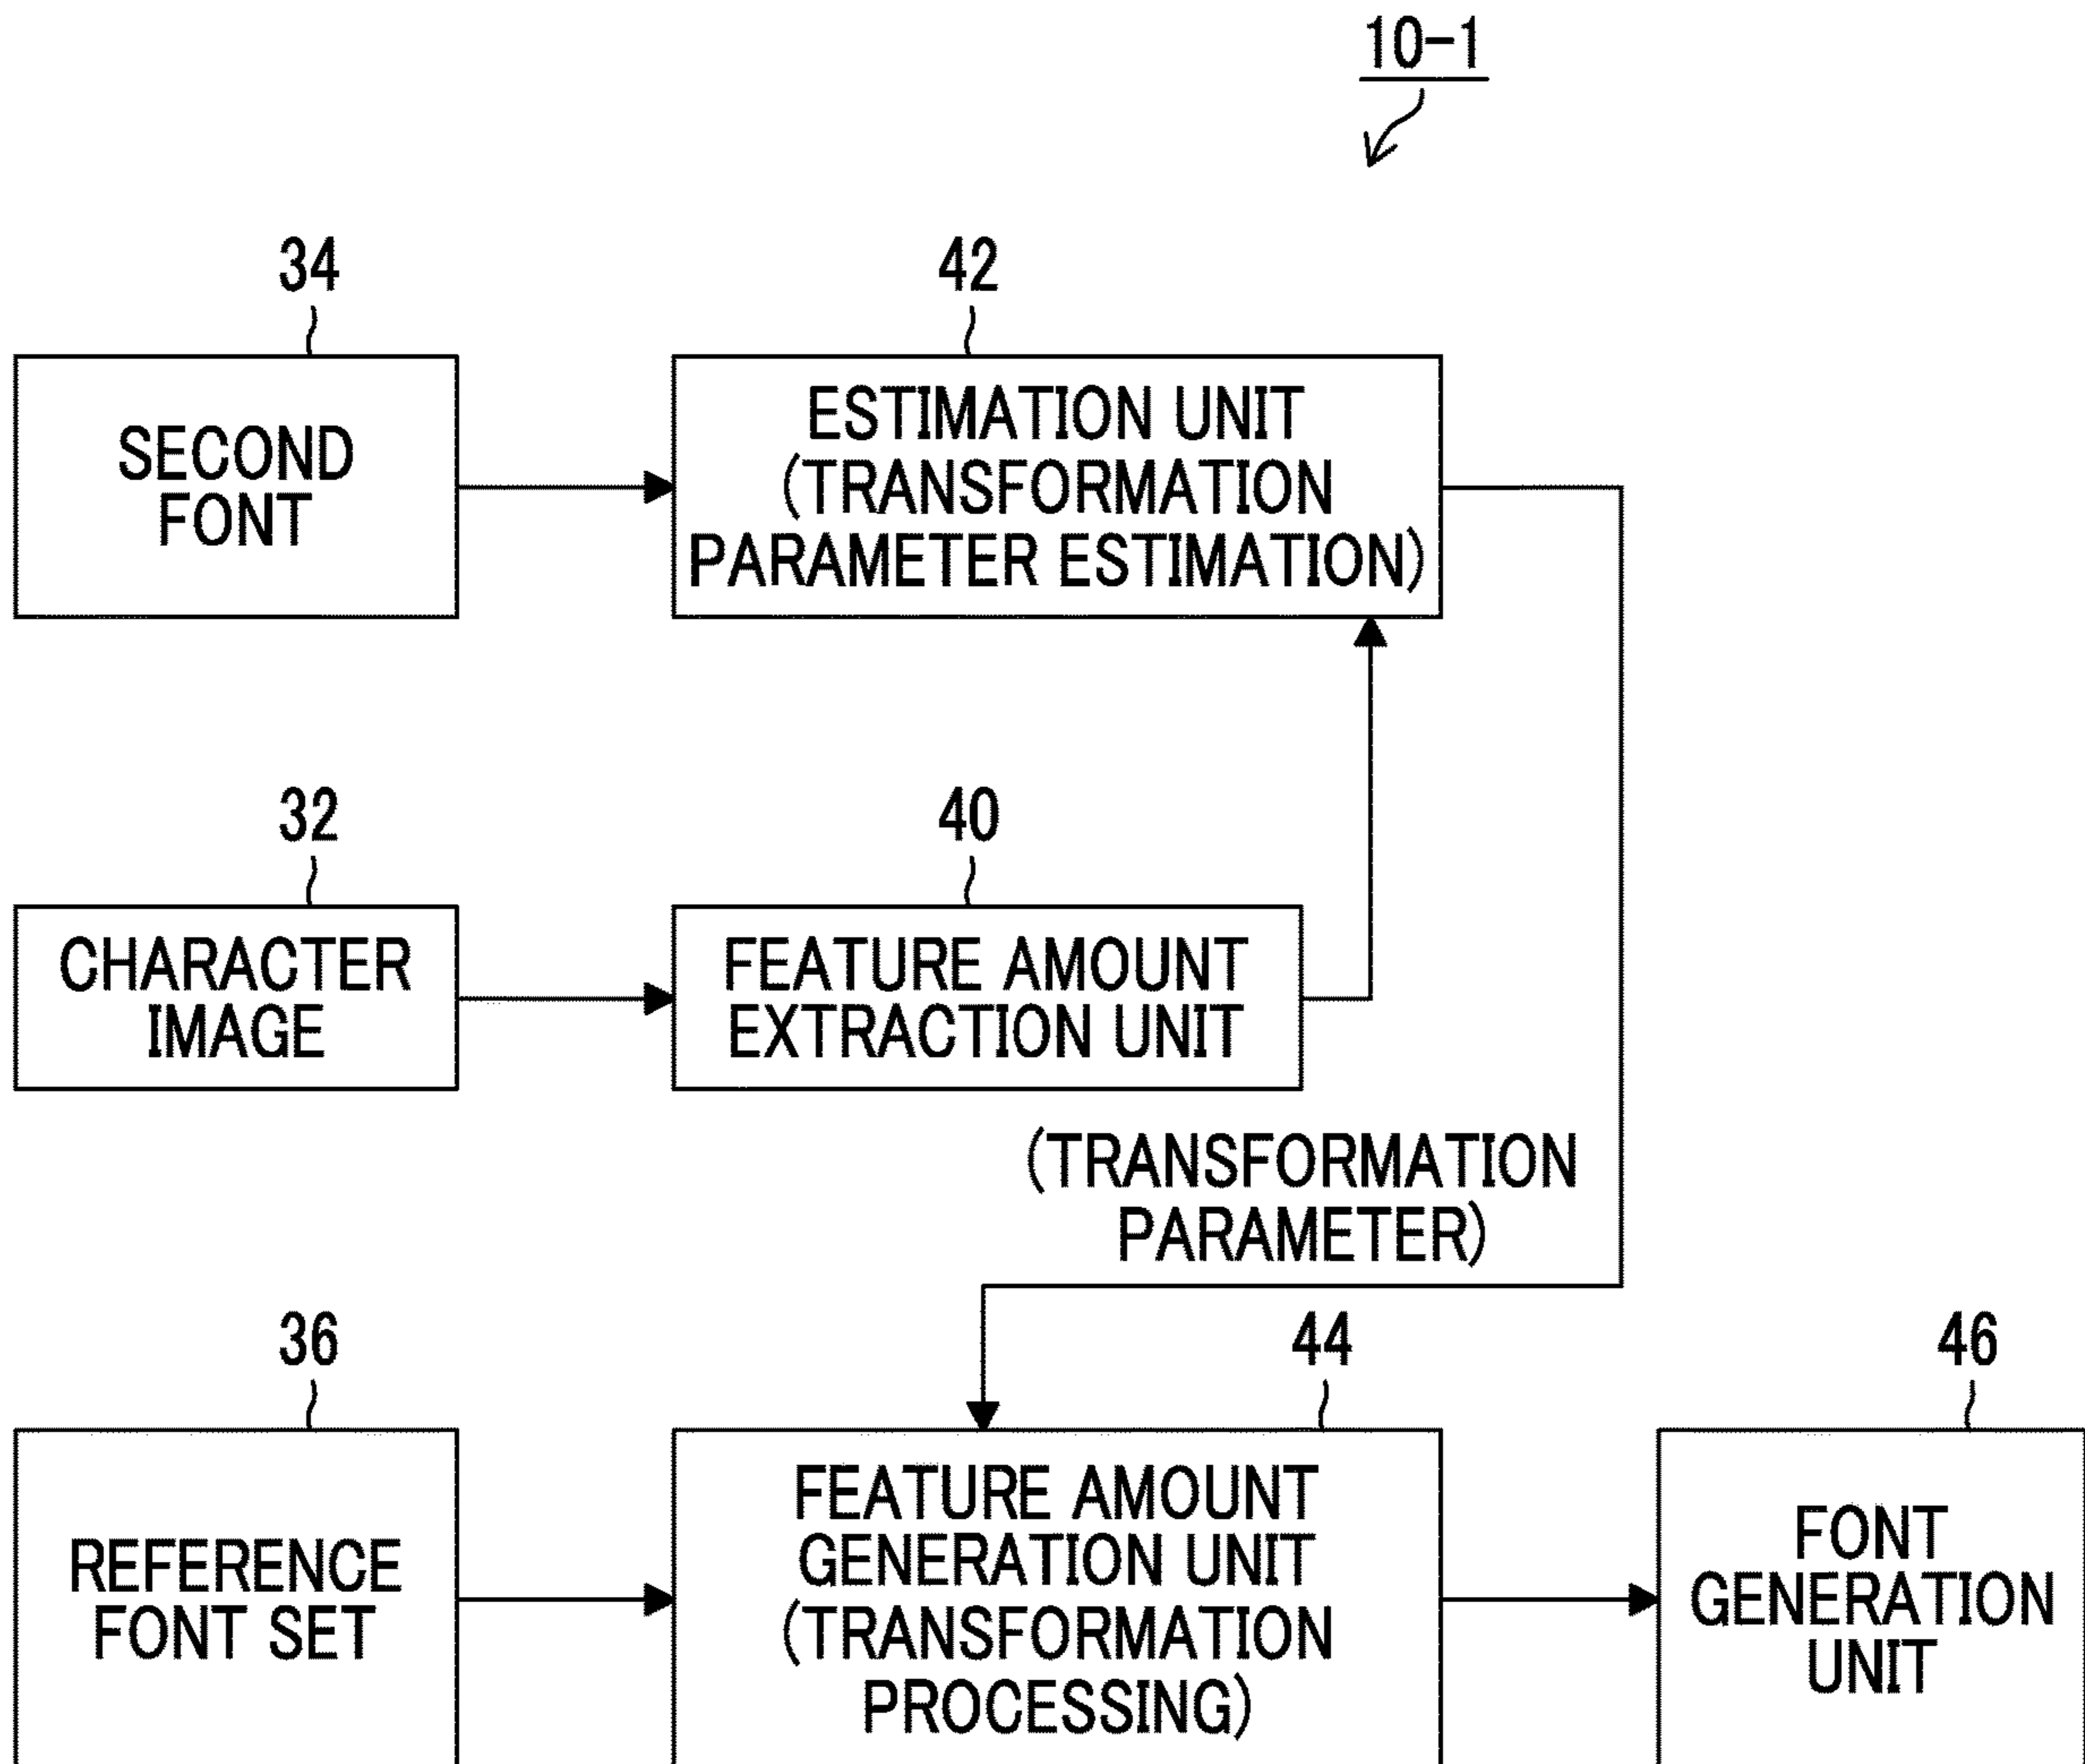 10-1
34
42
SECOND
FONT
ESTIMATION UNIT
(TRANSFORMATION
PARAMETER ESTIMATION)
32
40
CHARACTER
IMAGE
FEATURE AMOUNT
EXTRACTION UNIT
(TRANSFORMATION
PARAMETER)
36
44
46
REFERENCE
FONT SET
FEATURE AMOUNT
GENERATION UNIT
(TRANSFORMATION
PROCESSING)
FONT
GENERATION
UNIT